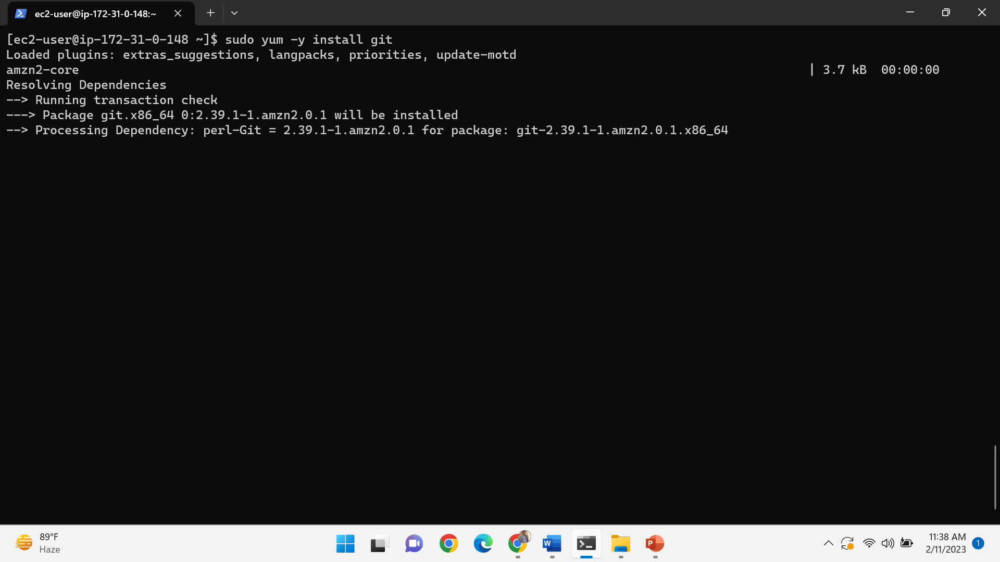 ec2-user@ip-172-31-0-148:~
[ec2-user@ip-172-31-0-148 ~]$ sudo yum -y install git
Loaded plugins: extras_suggestions, langpacks, priorities, update-motd
amzn2-core | 3.7 kB 00:00:00
Resolving Dependencies
--> Running transaction check
---> Package git.x86_64 0:2.39.1-1.amzn2.0.1 will be installed
--> Processing Dependency: perl-Git = 2.39.1-1.amzn2.0.1 for package: git-2.39.1-1.amzn2.0.1.x86_64
89°F
Haze
W
P
11:38 AM
2/11/2023
1